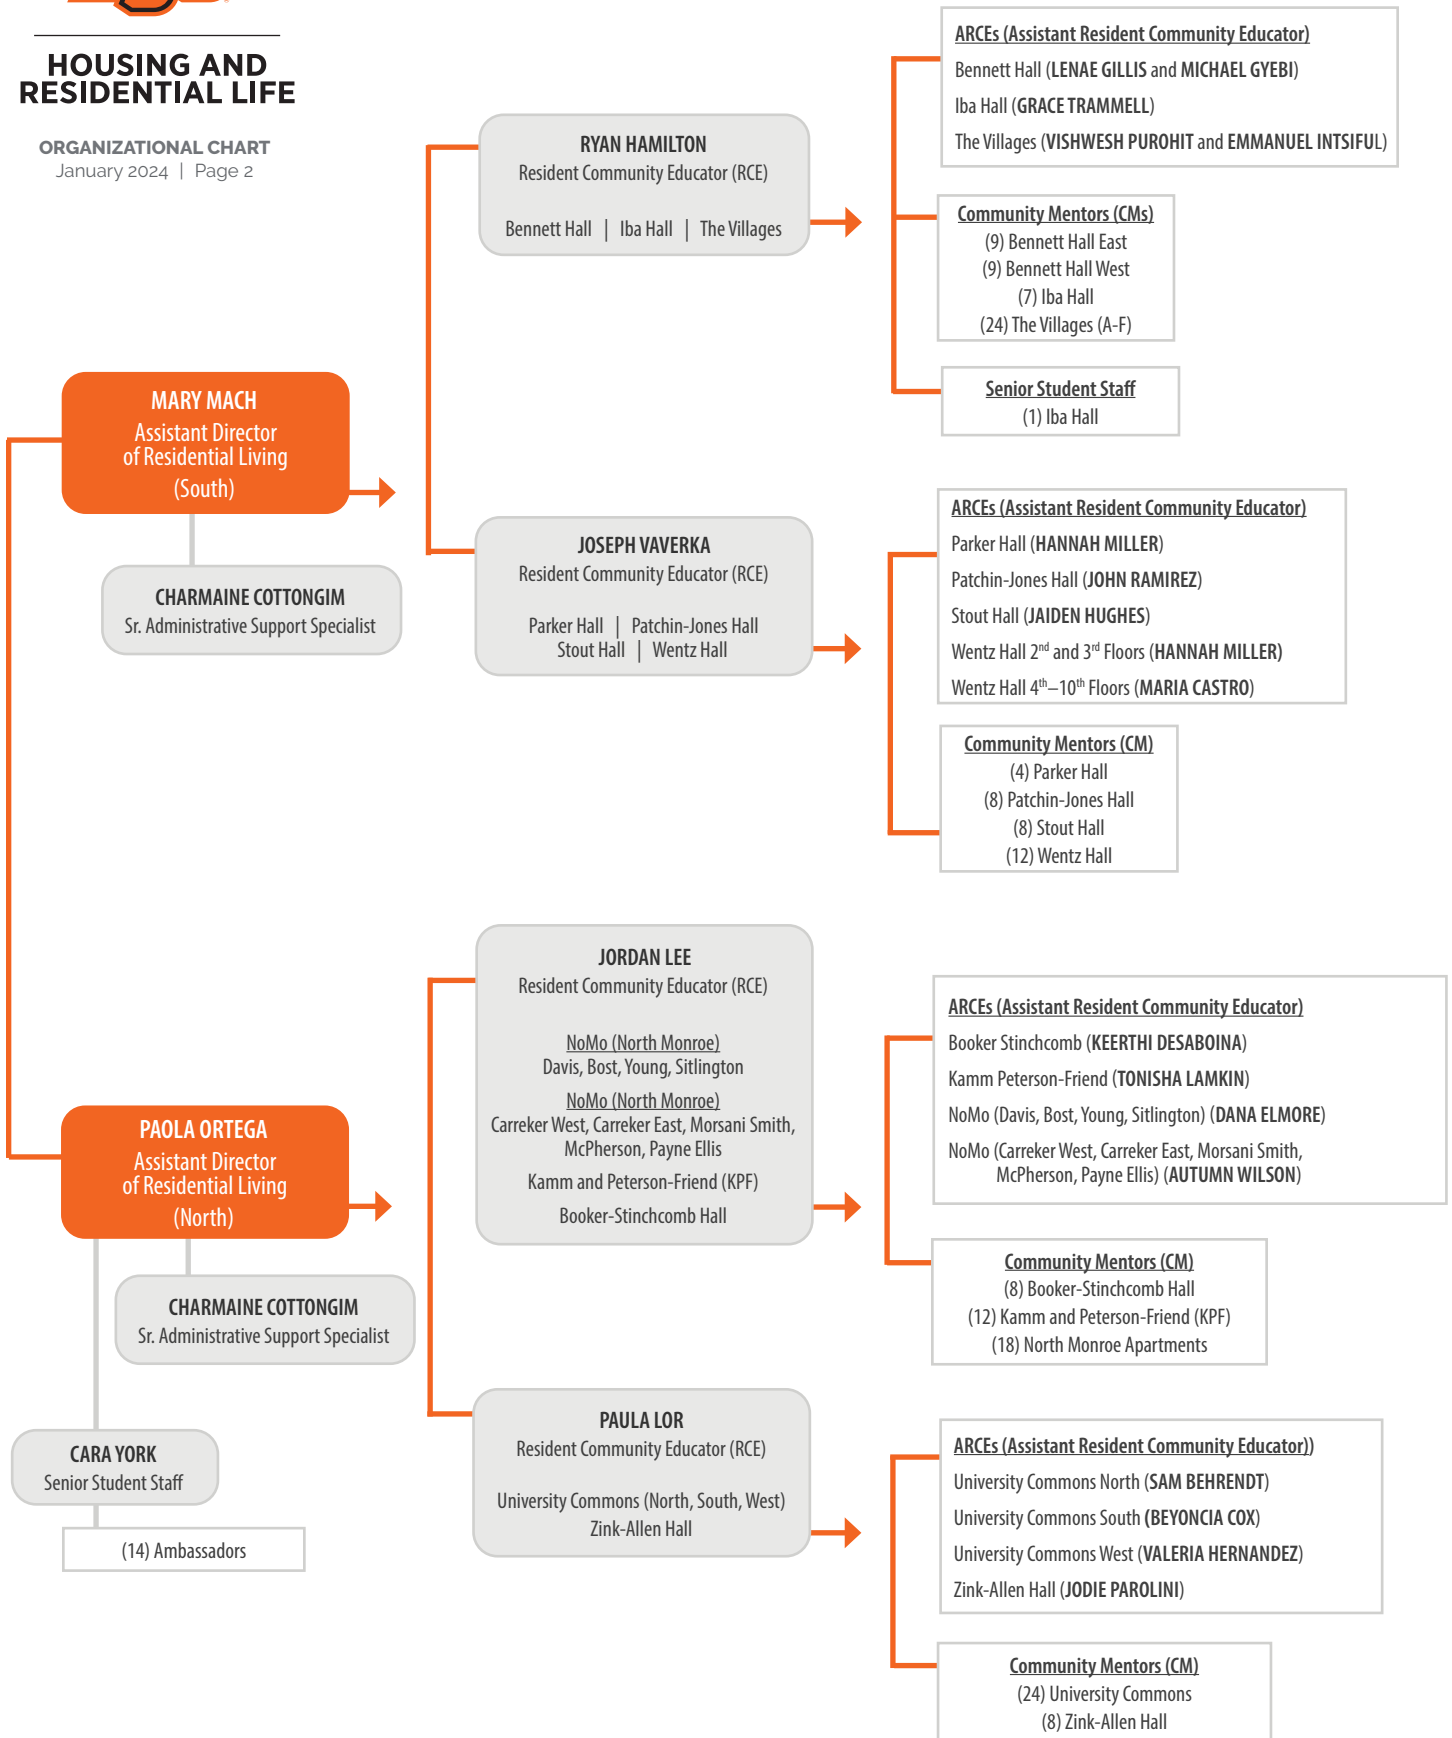 HOUSING AND
RESIDENTIAL LIFE
ORGANIZATIONAL CHART
January 2024 | Page 2
MARY MACH
Assistant Director
of Residential Living
(South)
CHARMAINE COTTONGIM
Sr. Administrative Support Specialist
RYAN HAMILTON
Resident Community Educator (RCE)
Bennett Hall | Iba Hall | The Villages
ARCEs (Assistant Resident Community Educator)
Bennett Hall (LENAE GILLIS and MICHAEL GYEBI)
Iba Hall (GRACE TRAMMELL)
The Villages (VISHWESH PUROHIT and EMMANUEL INTSIFUL)
Community Mentors (CMs)
(9) Bennett Hall East
(9) Bennett Hall West
(7) Iba Hall
(24) The Villages (A-F)
Senior Student Staff
(1) Iba Hall
JOSEPH VAVERKA
Resident Community Educator (RCE)
Parker Hall | Patchin-Jones Hall
Stout Hall | Wentz Hall
ARCEs (Assistant Resident Community Educator)
Parker Hall (HANNAH MILLER)
Patchin-Jones Hall (JOHN RAMIREZ)
Stout Hall (JAIDEN HUGHES)
Wentz Hall 2nd and 3rd Floors (HANNAH MILLER)
Wentz Hall 4th–10th Floors (MARIA CASTRO)
Community Mentors (CM)
(4) Parker Hall
(8) Patchin-Jones Hall
(8) Stout Hall
(12) Wentz Hall
PAOLA ORTEGA
Assistant Director
of Residential Living
(North)
CHARMAINE COTTONGIM
Sr. Administrative Support Specialist
CARA YORK
Senior Student Staff
(14) Ambassadors
JORDAN LEE
Resident Community Educator (RCE)
NoMo (North Monroe)
Davis, Bost, Young, Sitlington
NoMo (North Monroe)
Carreker West, Carreker East, Morsani Smith,
McPherson, Payne Ellis
Kamm and Peterson-Friend (KPF)
Booker-Stinchcomb Hall
ARCEs (Assistant Resident Community Educator)
Booker Stinchcomb (KEERTHI DESABOINA)
Kamm Peterson-Friend (TONISHA LAMKIN)
NoMo (Davis, Bost, Young, Sitlington) (DANA ELMORE)
NoMo (Carreker West, Carreker East, Morsani Smith,
McPherson, Payne Ellis) (AUTUMN WILSON)
Community Mentors (CM)
(8) Booker-Stinchcomb Hall
(12) Kamm and Peterson-Friend (KPF)
(18) North Monroe Apartments
PAULA LOR
Resident Community Educator (RCE)
University Commons (North, South, West)
Zink-Allen Hall
ARCEs (Assistant Resident Community Educator))
University Commons North (SAM BEHRENDT)
University Commons South (BEYONCIA COX)
University Commons West (VALERIA HERNANDEZ)
Zink-Allen Hall (JODIE PAROLINI)
Community Mentors (CM)
(24) University Commons
(8) Zink-Allen Hall